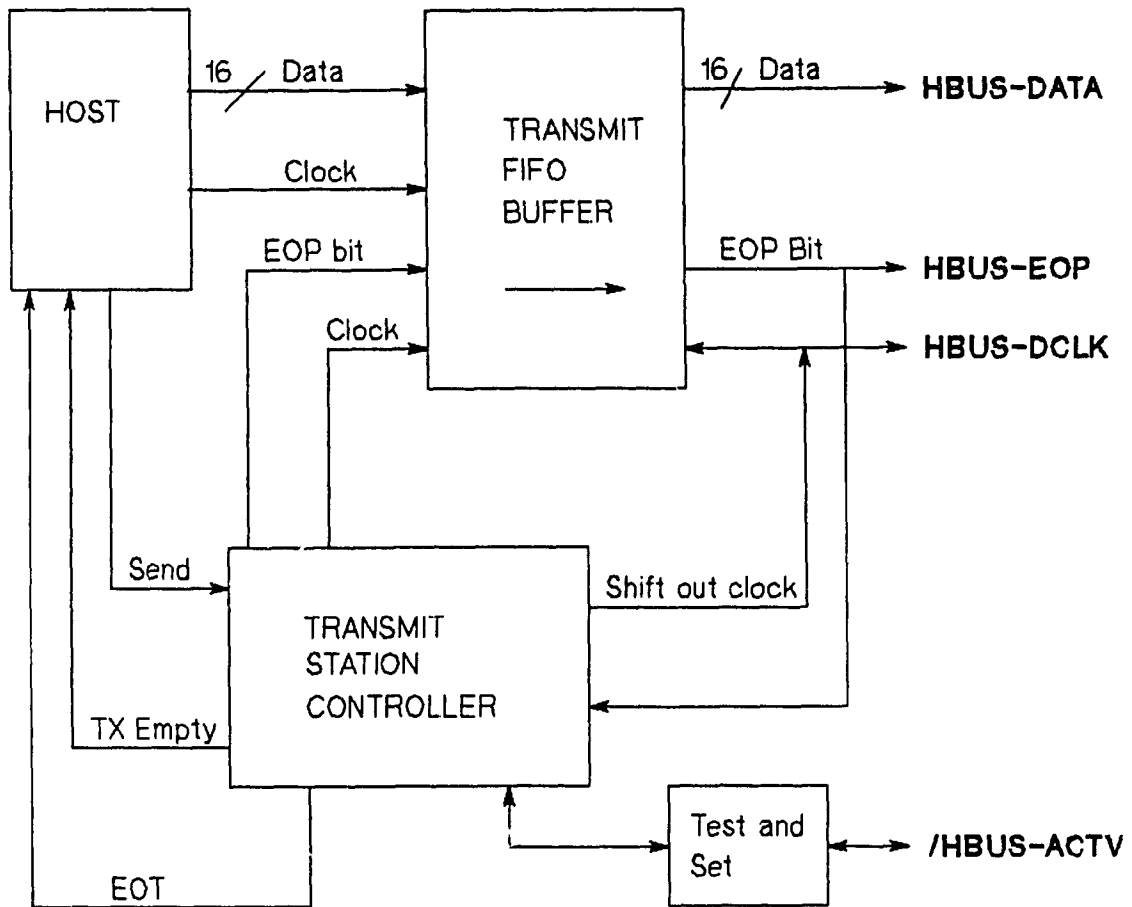 16 Data
HOST
Clock
EOP bit
Clock
TRANSMIT
FIFO
BUFFER
16 Data
HBUS-DATA
EOP Bit
HBUS-EOP
HBUS-DCLK
Send
TRANSMIT
STATION
CONTROLLER
Shift out clock
TX Empty
EOT
Test and
Set
/HBUS-ACTV